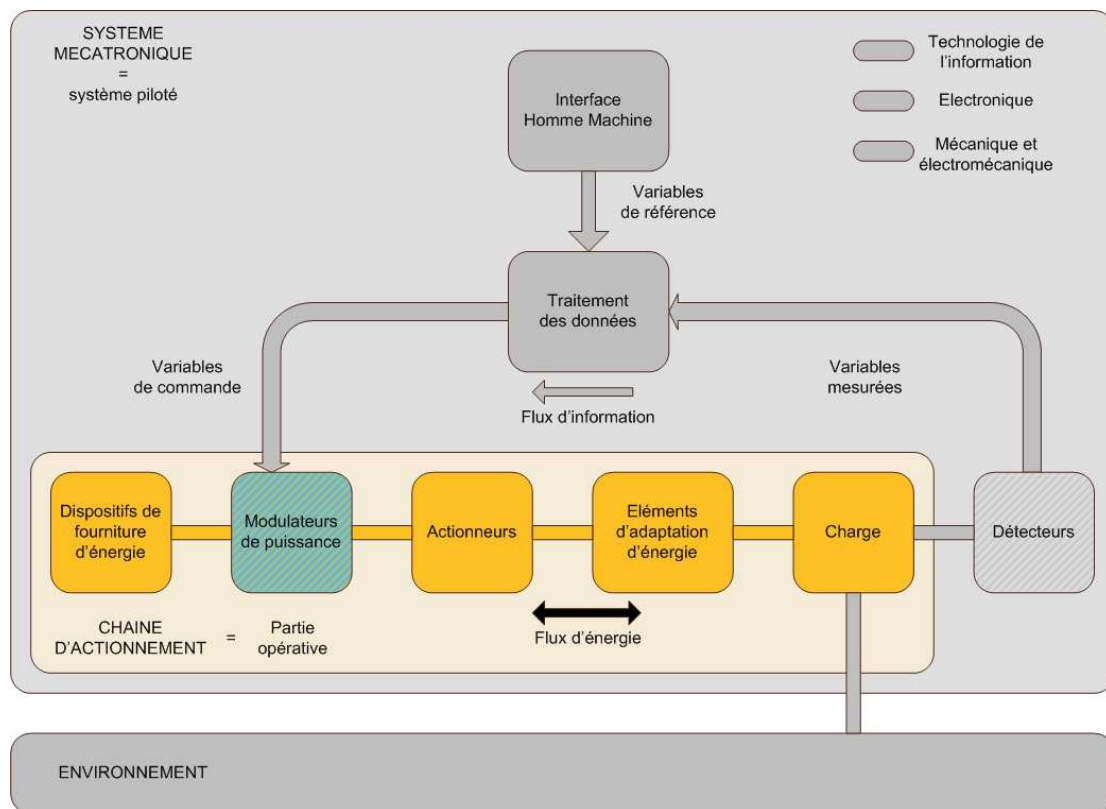 SYSTEME
MECATRONIQUE
=
système piloté
Technologie de
l'information
Electronique
Mécanique et
électromécanique
Interface
Homme Machine
Variables
de référence
Traitement
des données
Variables
de commande
Flux d'information
Variables
mesurées
Dispositifs de
fourniture
d'énergie
Modulateurs
de puissance
Actionneurs
Eléments
d'adaptation
d'énergie
Charge
Détecteurs
CHAINE
D'ACTIONNEMENT
=
Partie
opérative
Flux d'énergie
ENVIRONNEMENT